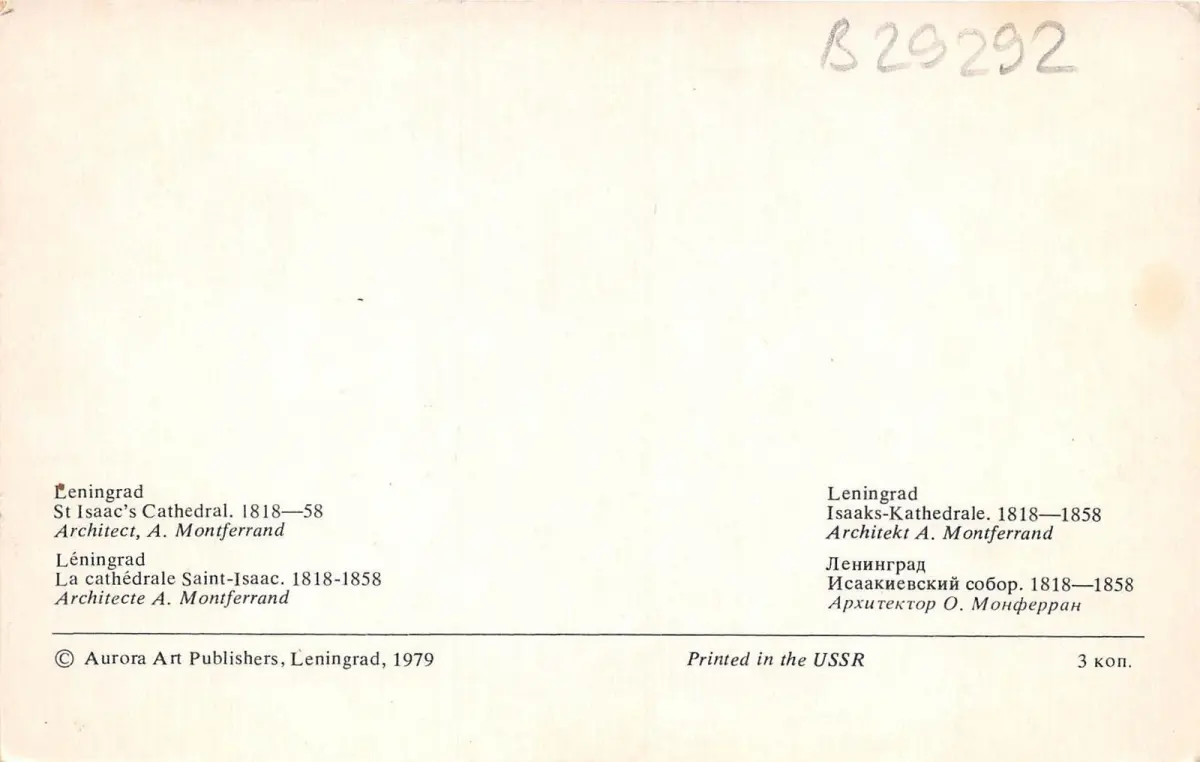 B29292
Leningrad
St Isaac's Cathedral. 1818—58
Architect, A. Montferrand
Léningrad
La cathédrale Saint-Isaac. 1818-1858
Architecte A. Montferrand
Leningrad
Isaaks-Kathedrale. 1818—1858
Architekt A. Montferrand
Ленинград
Исаакиевский собор. 1818—1858
Архитектор О. Монферран
© Aurora Art Publishers, Leningrad, 1979
Printed in the USSR
3 коп.